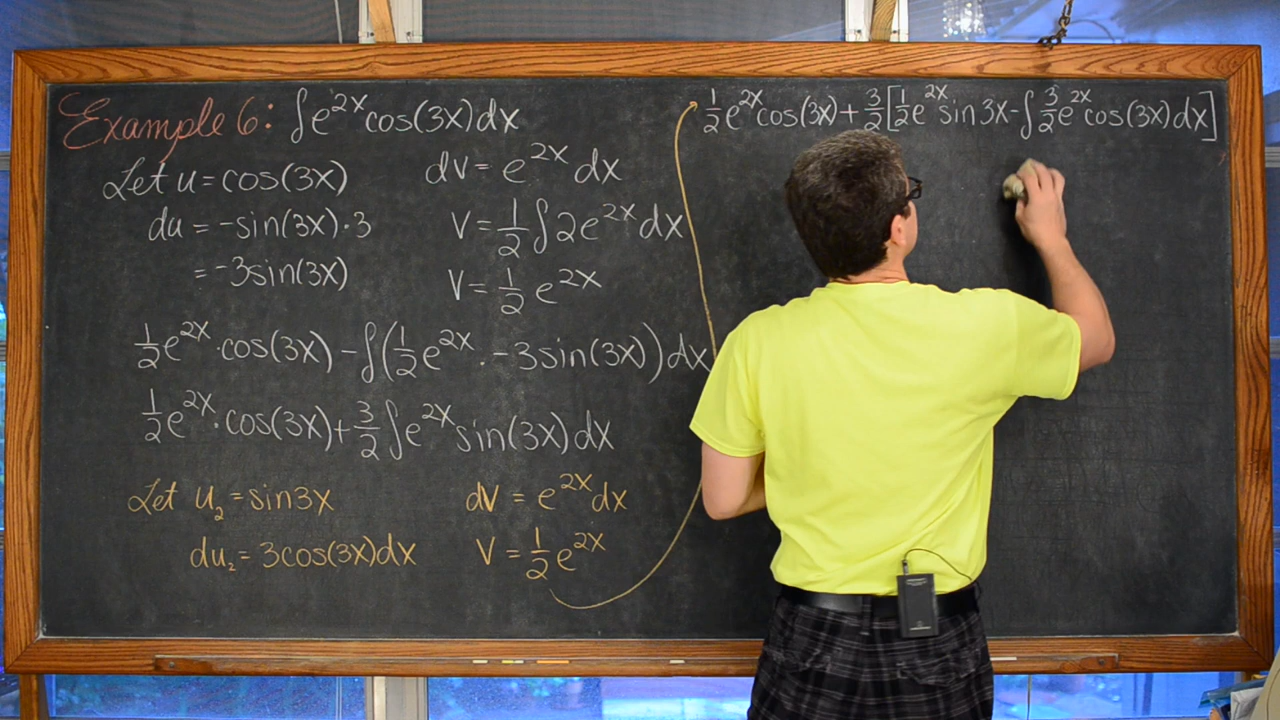 Example 6: ∫e^2x cos(3x)dx
Let u = cos(3x)
dv = e^2x dx
du = -sin(3x)·3
v = 1/2 ∫2e^2x dx
= -3sin(3x)
v = 1/2 e^2x
1/2 e^2x · cos(3x) - ∫(1/2 e^2x · -3sin(3x))dx
1/2 e^2x · cos(3x) + 3/2 ∫e^2x sin(3x)dx
Let u₂ = sin3x
dv = e^2x dx
du₂ = 3cos(3x)dx
v = 1/2 e^2x
1/2 e^2x cos(3x) + 3/2[1/2 e^2x sin 3x - ∫ 3/2 e^2x cos(3x)dx]